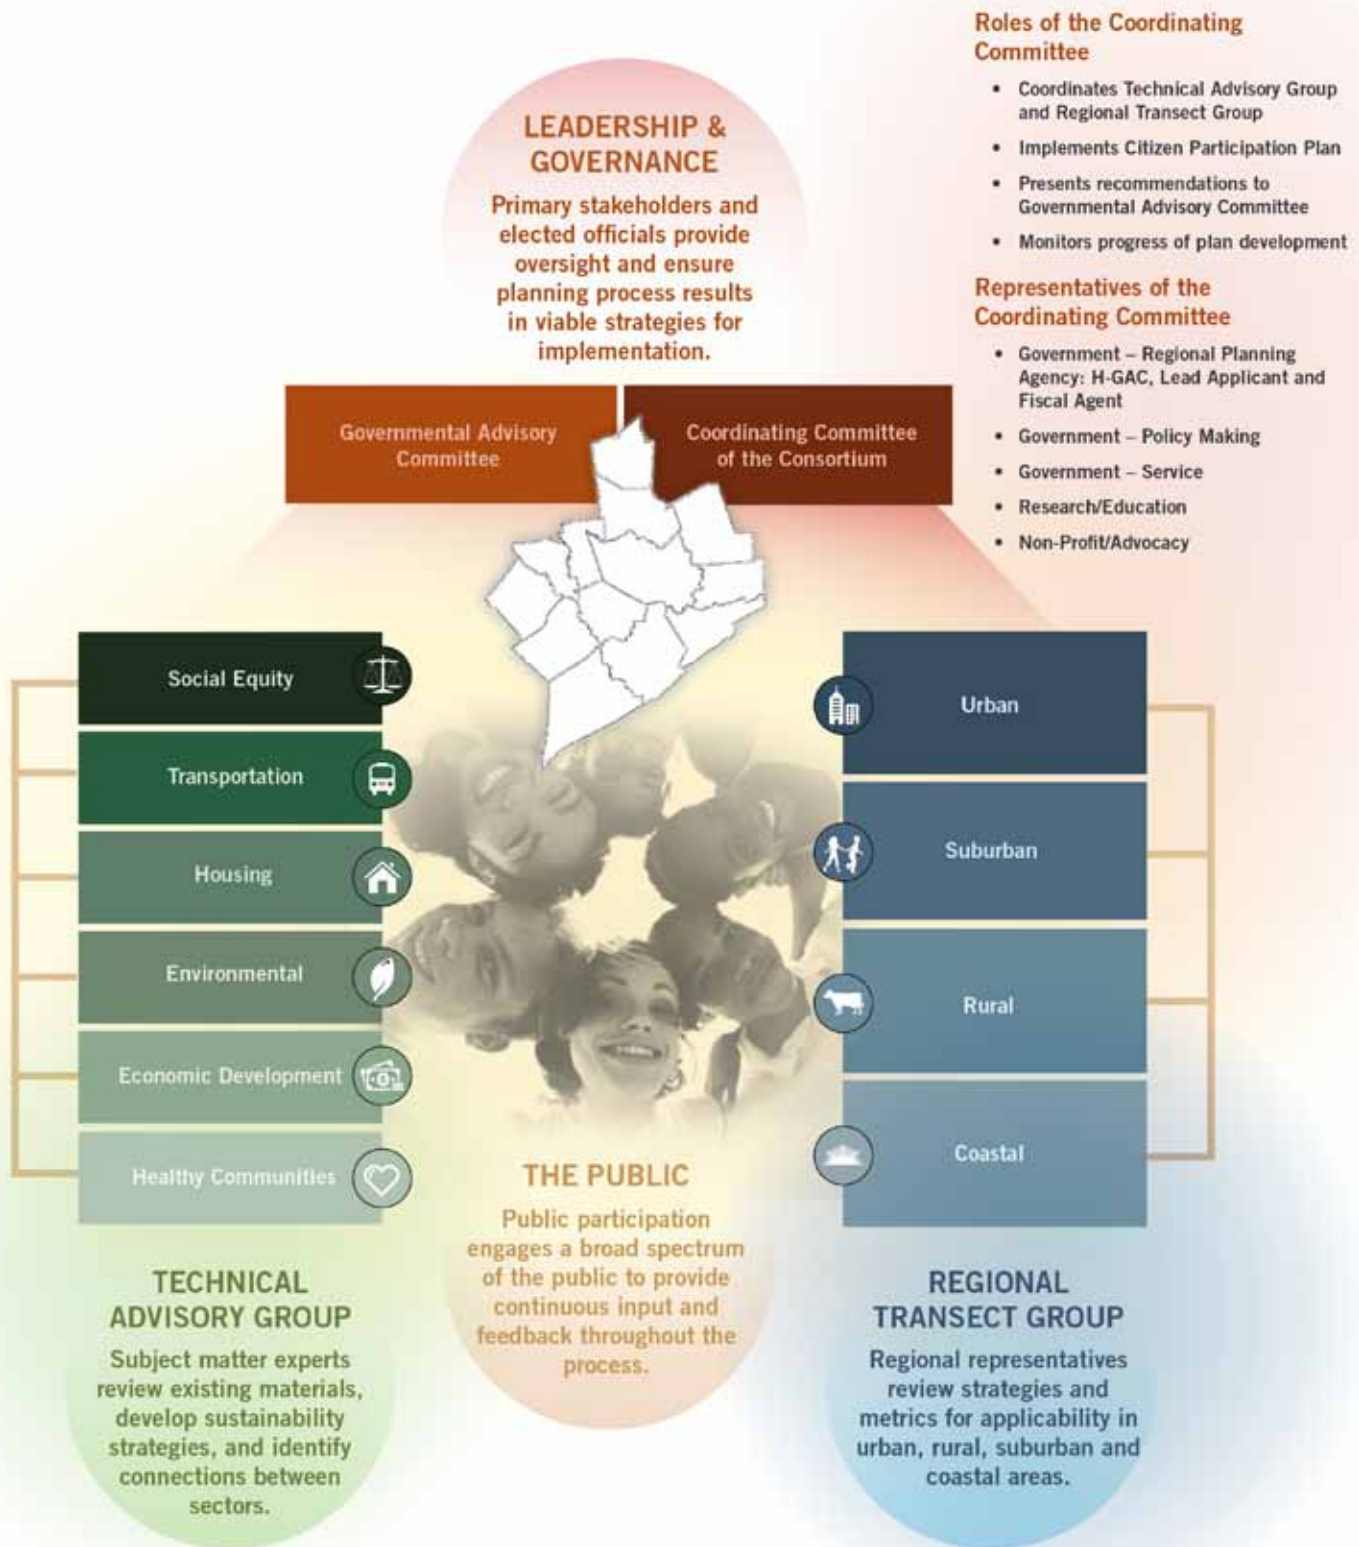 LEADERSHIP &
GOVERNANCE
Primary stakeholders and
elected officials provide
oversight and ensure
planning process results
in viable strategies for
implementation.
Roles of the Coordinating
Committee
• Coordinates Technical Advisory Group
and Regional Transect Group
• Implements Citizen Participation Plan
• Presents recommendations to
Governmental Advisory Committee
• Monitors progress of plan development
Representatives of the
Coordinating Committee
• Government – Regional Planning
Agency: H-GAC, Lead Applicant and
Fiscal Agent
• Government – Policy Making
• Government – Service
• Research/Education
• Non-Profit/Advocacy
Governmental Advisory
Committee
Coordinating Committee
of the Consortium
Social Equity
Transportation
Housing
Environmental
Economic Development
Healthy Communities
TECHNICAL
ADVISORY GROUP
Subject matter experts
review existing materials,
develop sustainability
strategies, and identify
connections between
sectors.
THE PUBLIC
Public participation
engages a broad spectrum
of the public to provide
continuous input and
feedback throughout the
process.
Urban
Suburban
Rural
Coastal
REGIONAL
TRANSECT GROUP
Regional representatives
review strategies and
metrics for applicability in
urban, rural, suburban and
coastal areas.